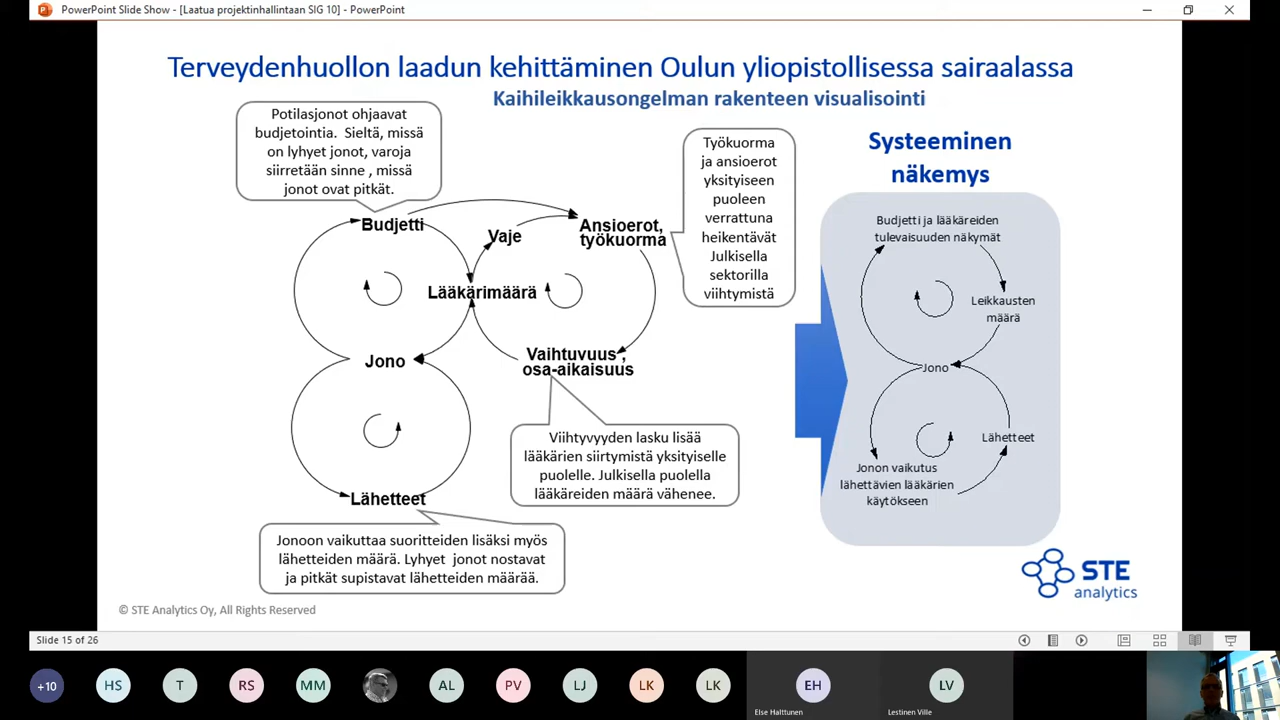 PowerPoint Slide Show - [Laatua projektinhallintaan SIG 10] - PowerPoint
Terveydenhuollon laadun kehittäminen Oulun yliopistollisessa sairaalassa
Kaihileikkausongelman rakenteen visualisointi
Potilasjonot ohjaavat
budjetointia. Sieltä, missä
on lyhyet jonot, varoja
siirretään sinne , missä
jonot ovat pitkät.
Työkuorma
ja ansioerot
yksityiseen
puoleen
verrattuna
heikentävät
Julkisella
sektorilla
viihtymistä
Budjetti
Vaje
Ansioerot,
työkuorma
Lääkärimäärä
Jono
Vaihtuvuus ,
osa-aikaisuus
Viihtyvyyden lasku lisää
lääkärien siirtymistä yksityiselle
puolelle. Julkisella puolella
lääkäreiden määrä vähenee.
Lähetteet
Jonoon vaikuttaa suoritteiden lisäksi myös
lähetteiden määrä. Lyhyet jonot nostavat
ja pitkät supistavat lähetteiden määrää.
Systeeminen
näkemys
Budjetti ja lääkäreiden
tulevaisuuden näkymät
Leikkausten
määrä
Jono
Lähetteet
Jonon vaikutus
lähettävien lääkärien
käytökseen
STE
analytics
© STE Analytics Oy, All Rights Reserved
Slide 15 of 26
+10
HS
T
RS
MM
AL
PV
LJ
LK
LK
EH
Else Halttunen
LV
Lestinen Ville